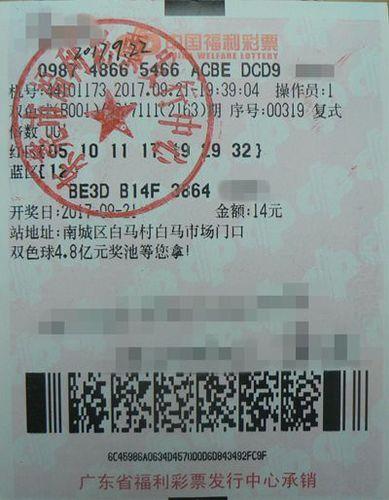 2017.9.22
中国福利彩票
CHINA WELFARE LOTTERY
0987 4866 5466 ACBE DCD9
机号:44101173 2017-09-21-19:39:04 操作员:1
双色球(B001) 2017111(2163)期 序号:00319 复式
倍数
红区[05 10 11 17 19 29 32}
蓝区[12
BE3D B14F 3864
开奖日:2017-09-21 金额:14元
站地址:南城区白马村白马市场门口
双色球4.8亿元奖池等您拿!
6C45986A0634D4570D0D6D843492FC9F
广东省福利彩票发行中心承销